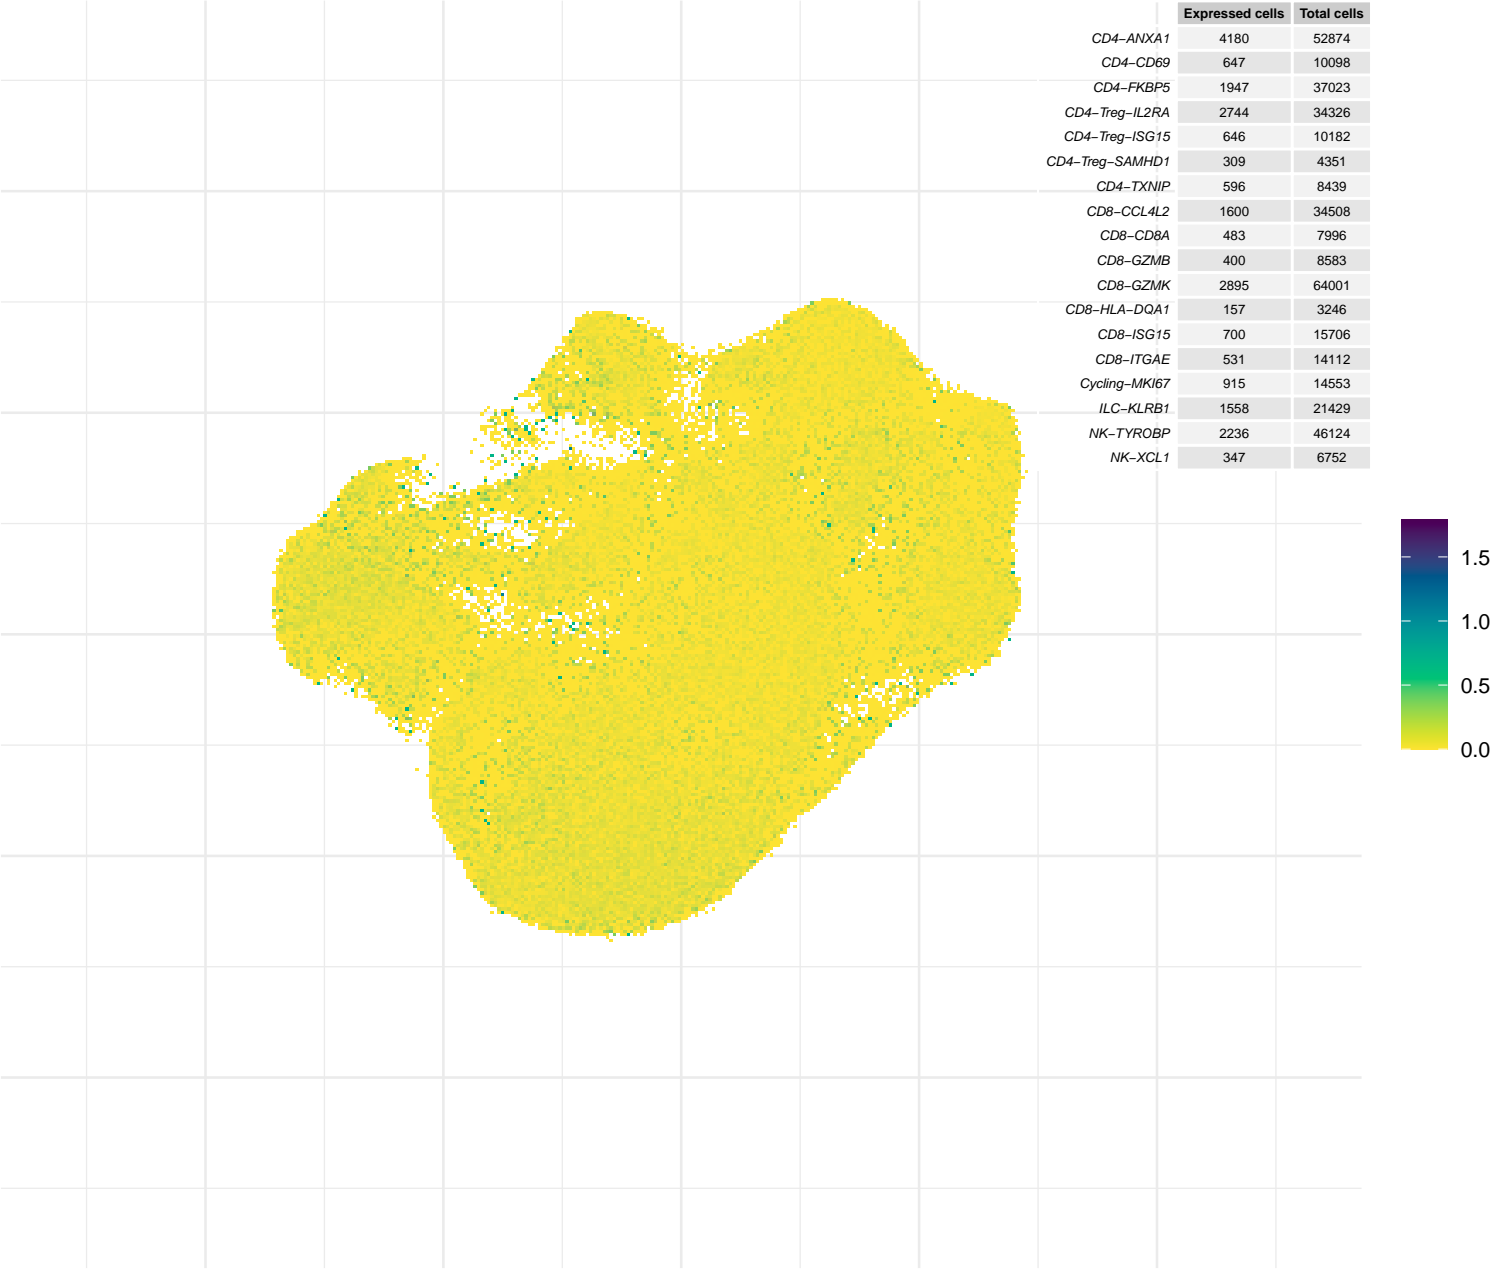 Expressed cells Total cells
CD4−ANXA1 4180 52874
CD4−CD69 647 10098
CD4−FKBP5 1947 37023
CD4−Treg−IL2RA 2744 34326
CD4−Treg−ISG15 646 10182
CD4−Treg−SAMHD1 309 4351
CD4−TXNIP 596 8439
CD8−CCL4L2 1600 34508
CD8−CD8A 483 7996
CD8−GZMB 400 8583
CD8−GZMK 2895 64001
CD8−HLA−DQA1 157 3246
CD8−ISG15 700 15706
CD8−ITGAE 531 14112
Cycling−MKI67 915 14553
ILC−KLRB1 1558 21429
NK−TYROBP 2236 46124
NK−XCL1 347 6752
1.5
1.0
0.5
0.0